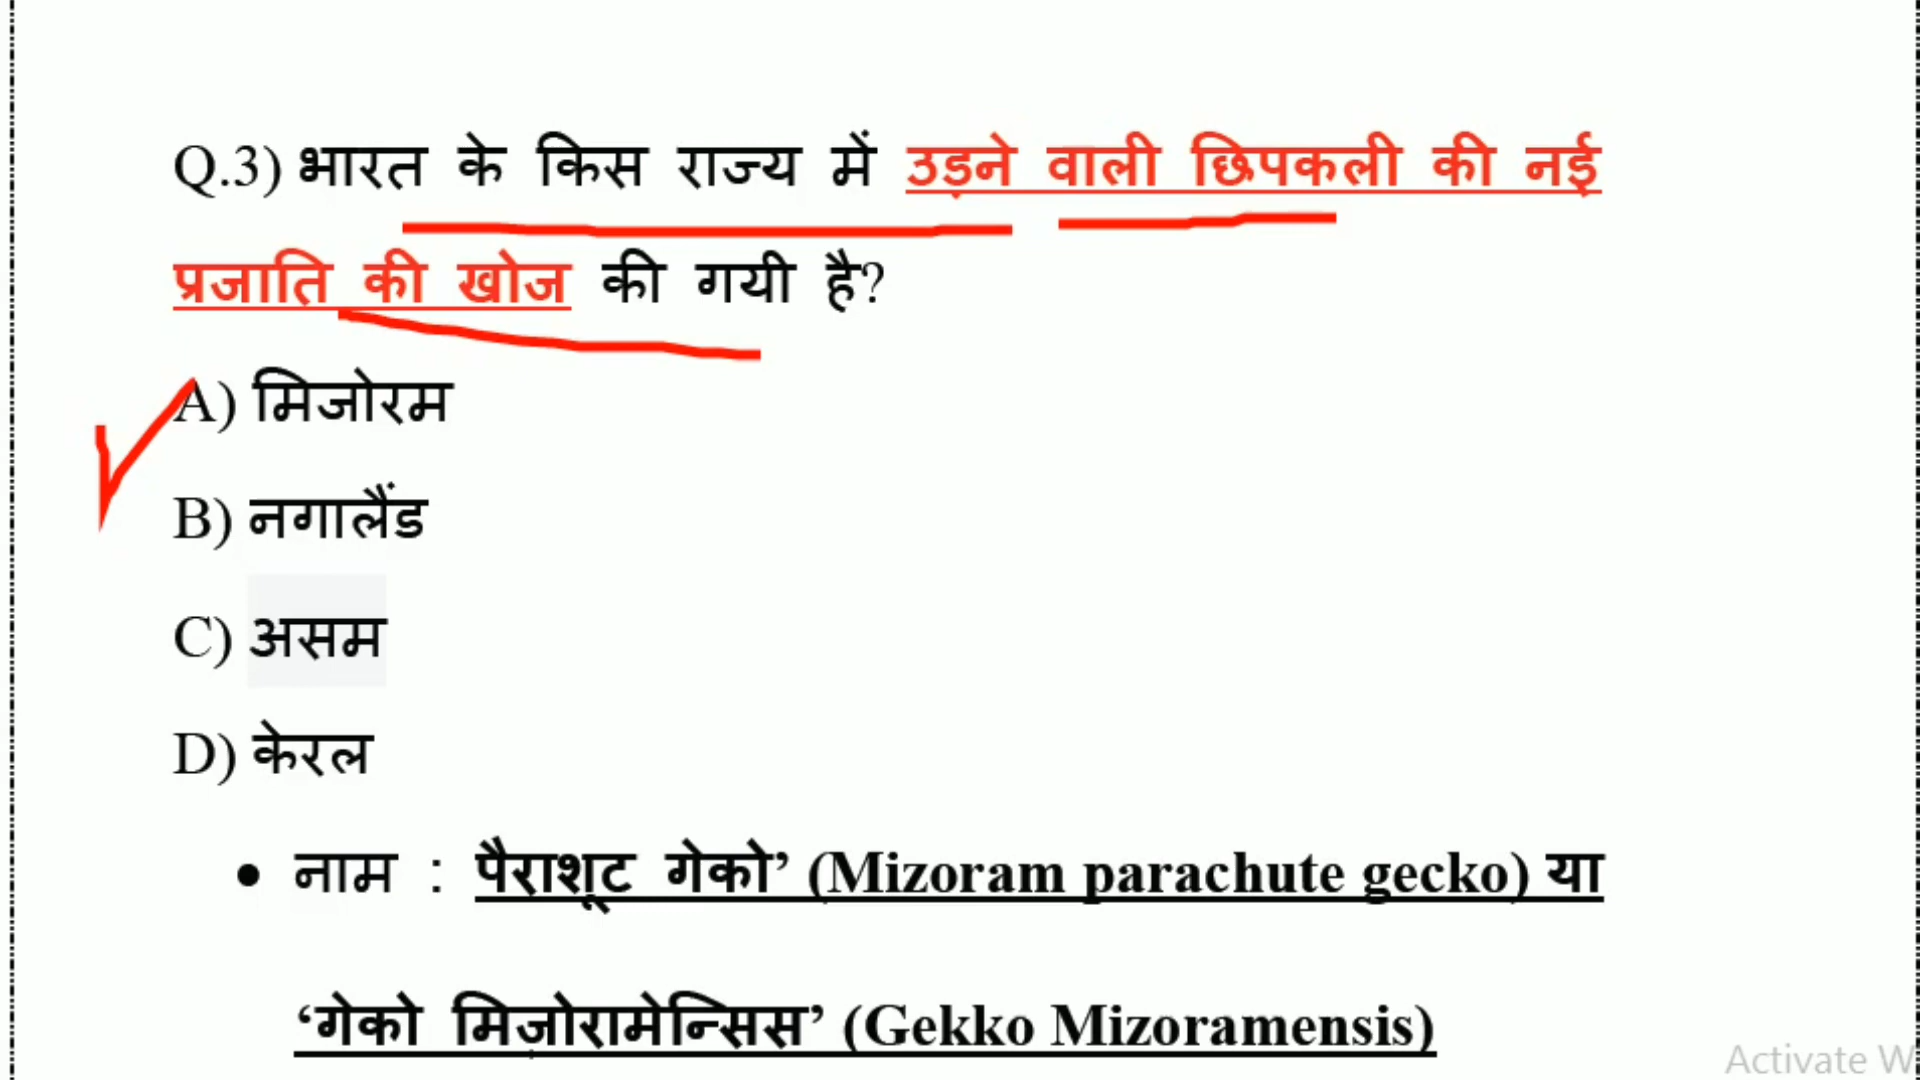 Q.3) भारत के किस राज्य में उड़ने वाली छिपकली की नई
प्रजाति की खोज की गयी है?
A) मिजोरम
B) नगालैंड
C) असम
D) केरल
• नाम : पैराशूट गेको’ (Mizoram parachute gecko) या
‘गेको मिज़ोरामेन्सिस’ (Gekko Mizoramensis)
Activate W